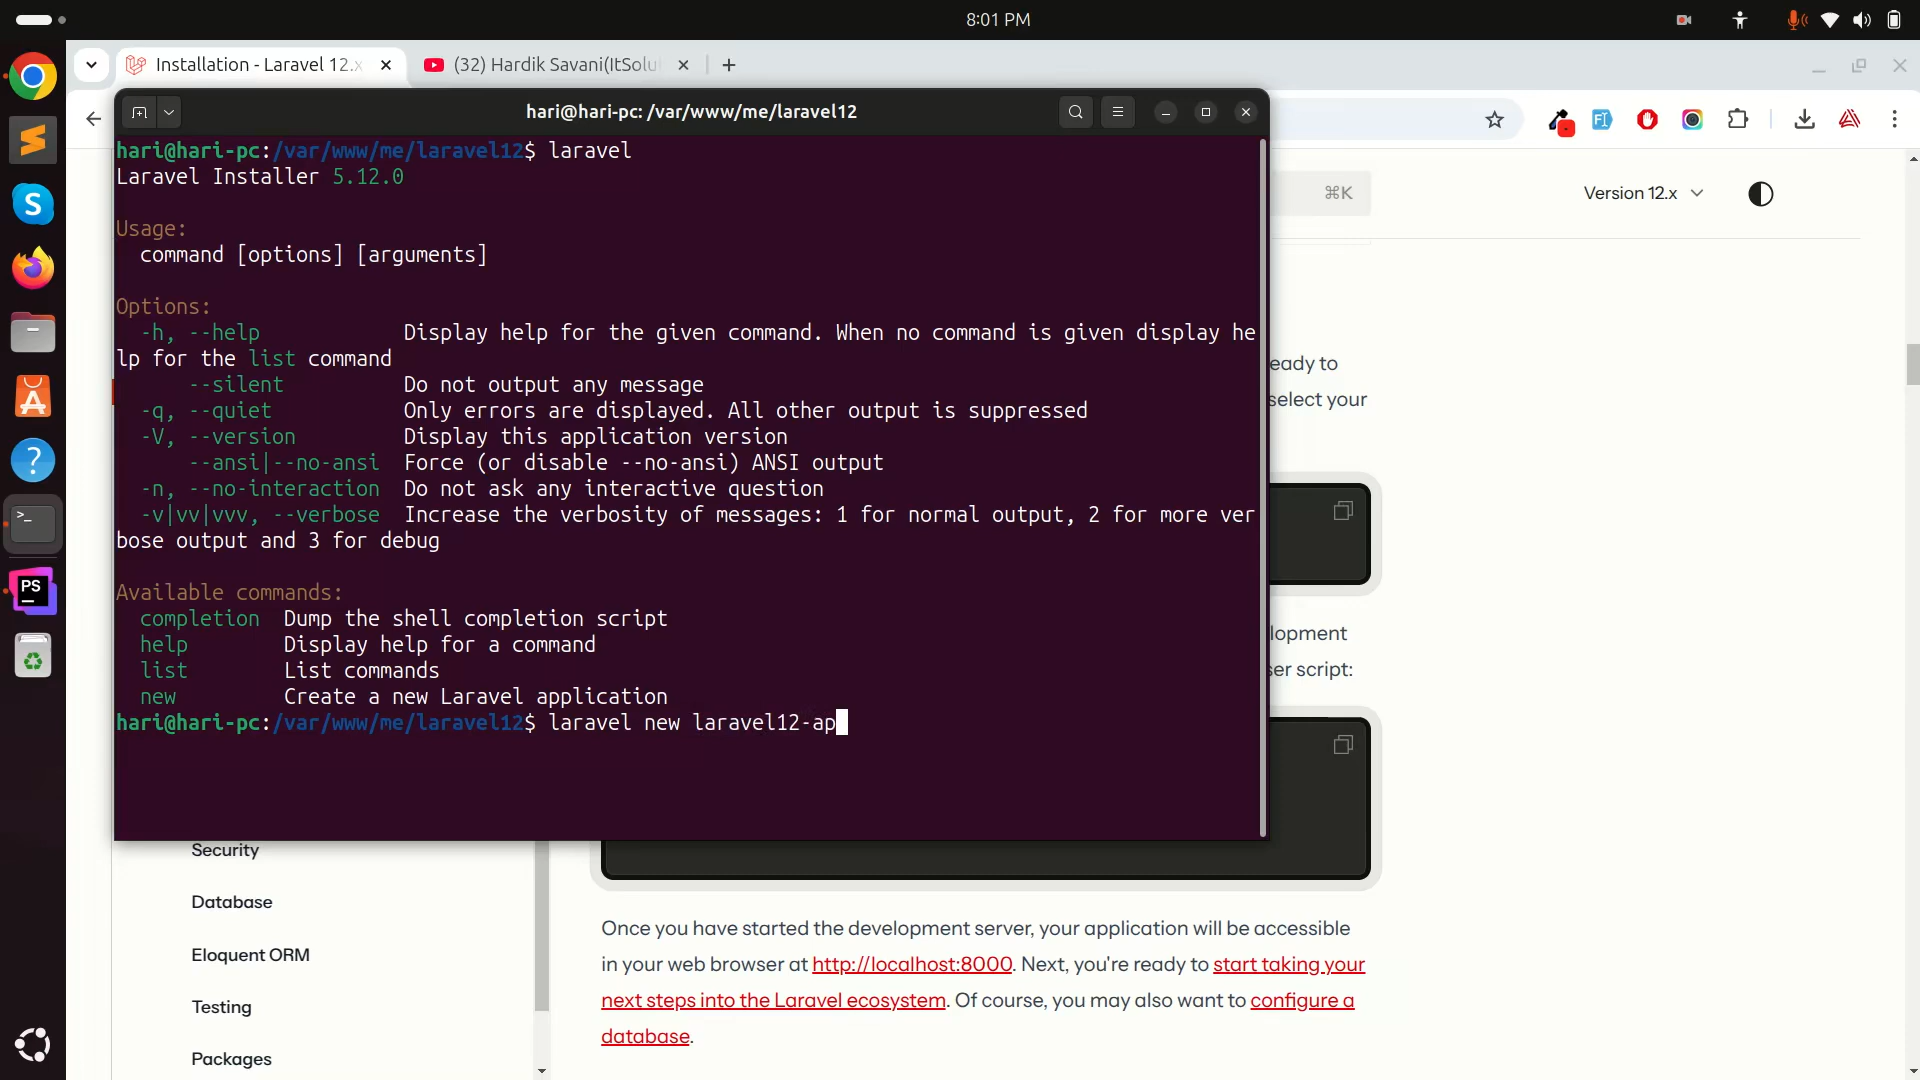 8:01 PM
Installation - Laravel 12.x
(32) Hardik Savani(ItSolu
hari@hari-pc: /var/www/me/laravel12
hari@hari-pc:/var/www/me/laravel12$ laravel
Laravel Installer 5.12.0
Usage:
command [options] [arguments]
Options:
-h, --help Display help for the given command. When no command is given display he
lp for the list command
--silent Do not output any message
-q, --quiet Only errors are displayed. All other output is suppressed
-V, --version Display this application version
--ansi|--no-ansi Force (or disable --no-ansi) ANSI output
-n, --no-interaction Do not ask any interactive question
-v|vv|vvv, --verbose Increase the verbosity of messages: 1 for normal output, 2 for more ver
bose output and 3 for debug
Available commands:
completion Dump the shell completion script
help Display help for a command
list List commands
new Create a new Laravel application
hari@hari-pc:/var/www/me/laravel12$ laravel new laravel12-ap
⌘K
Version 12.x
eady to
select your
lopment
ser script:
Security
Database
Eloquent ORM
Testing
Packages
Once you have started the development server, your application will be accessible
in your web browser at http://localhost:8000. Next, you're ready to start taking your
next steps into the Laravel ecosystem. Of course, you may also want to configure a
database.
PS